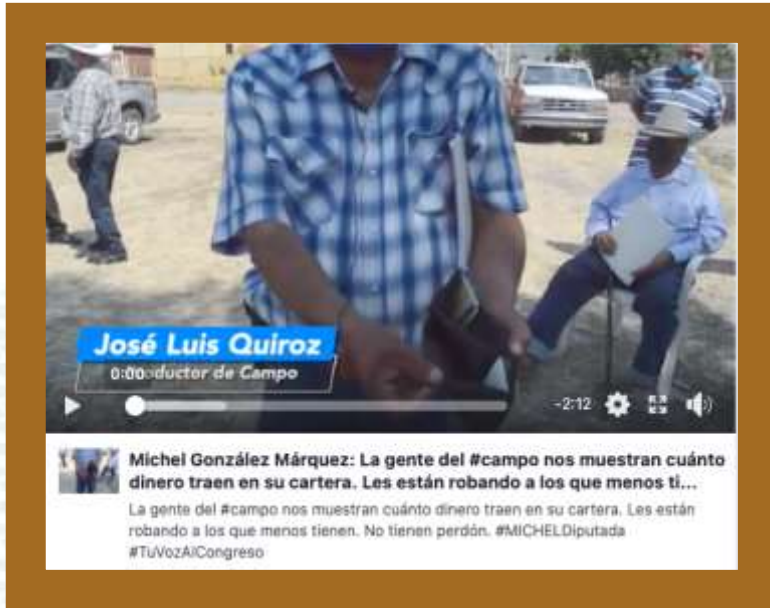 José Luis Quiroz
0:00 oductor de Campo
-2:12
Michel González Márquez: La gente del #campo nos muestran cuánto
dinero traen en su cartera. Les están robando a los que menos ti...
La gente del #campo nos muestran cuánto dinero traen en su cartera. Les están
robando a los que menos tienen. No tienen perdón. #MICHELDiputada
#TuVozAlCongreso